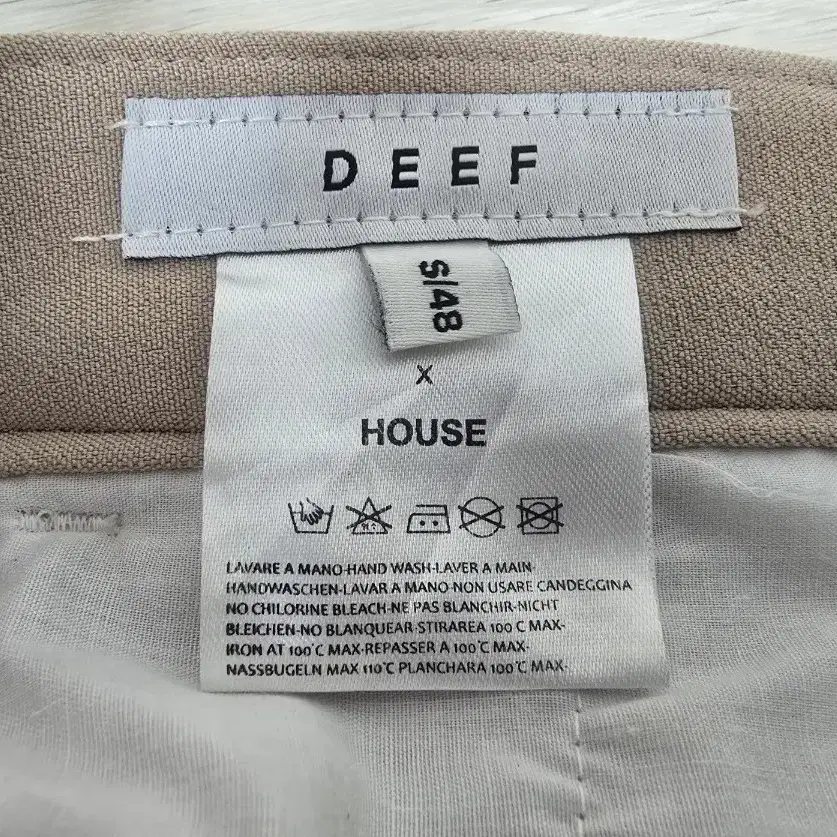 DEEF
S/48
X
HOUSE
LAVARE A MANO-HAND WASH-LAVER A MAIN-
HANDWASCHEN-LAVAR A MANO-NON USARE CANDEGGINA
NO CHILORINE BLEACH-NE PAS BLANCHIR-NICHT
BLEICHEN-NO BLANQUEAR-STIRAREA 100 C MAX-
IRON AT 100°C MAX-REPASSER A 100°C MAX-
NASSBUGELN MAX 110°C PLANCHARA 100°C MAX-